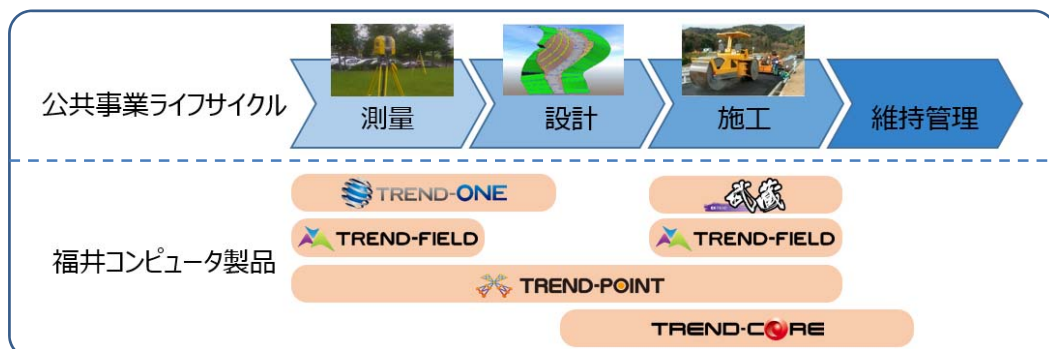 公共事業ライフサイクル
測量
設計
施工
維持管理
福井コンピュータ製品
TREND-ONE
武蔵
TREND-FIELD
TREND-FIELD
TREND-POINT
TREND-CORE